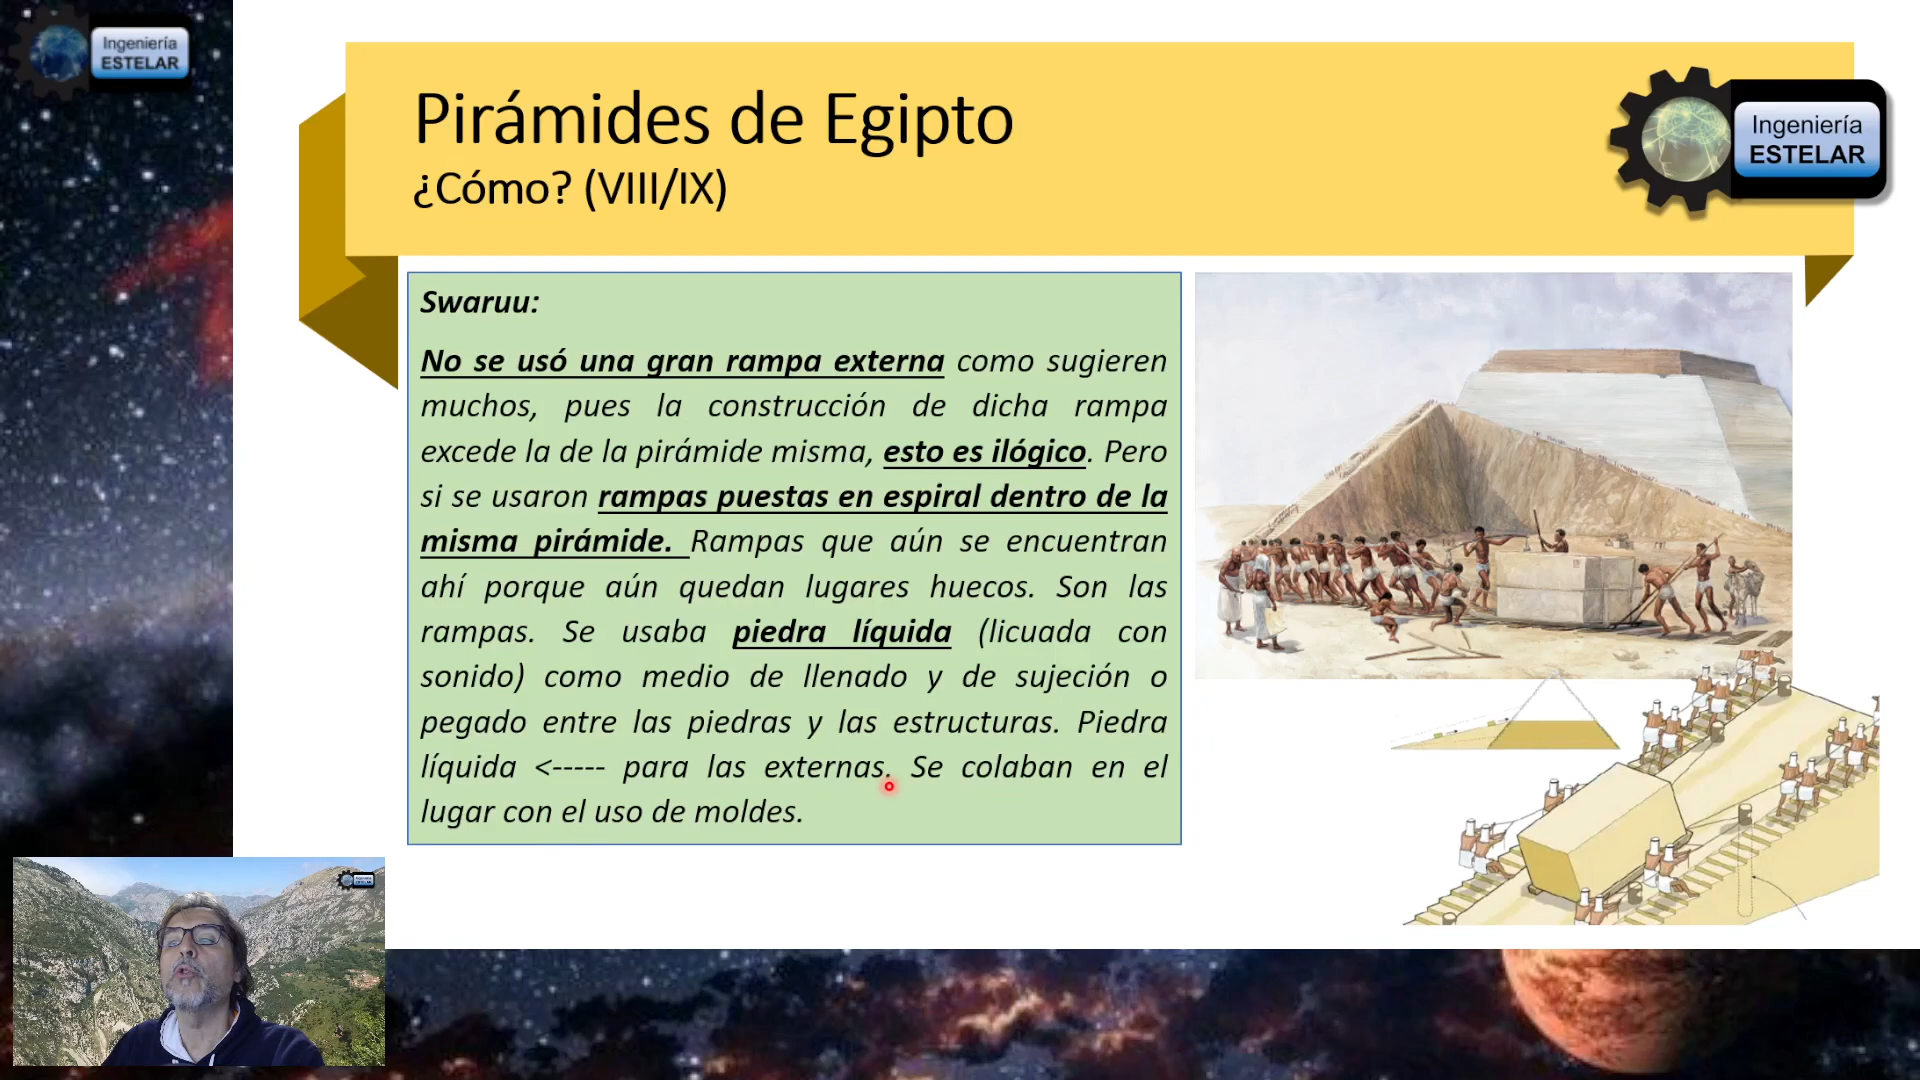 Ingeniería
ESTELAR
Pirámides de Egipto
¿Cómo? (VIII/IX)
Ingeniería
ESTELAR
Swaruu:
No se usó una gran rampa externa como sugieren
muchos, pues la construcción de dicha rampa
excede la de la pirámide misma, esto es ilógico. Pero
si se usaron rampas puestas en espiral dentro de la
misma pirámide. Rampas que aún se encuentran
ahí porque aún quedan lugares huecos. Son las
rampas. Se usaba piedra líquida (licuada con
sonido) como medio de llenado y de sujeción o
pegado entre las piedras y las estructuras. Piedra
líquida <----- para las externas. Se colaban en el
lugar con el uso de moldes.